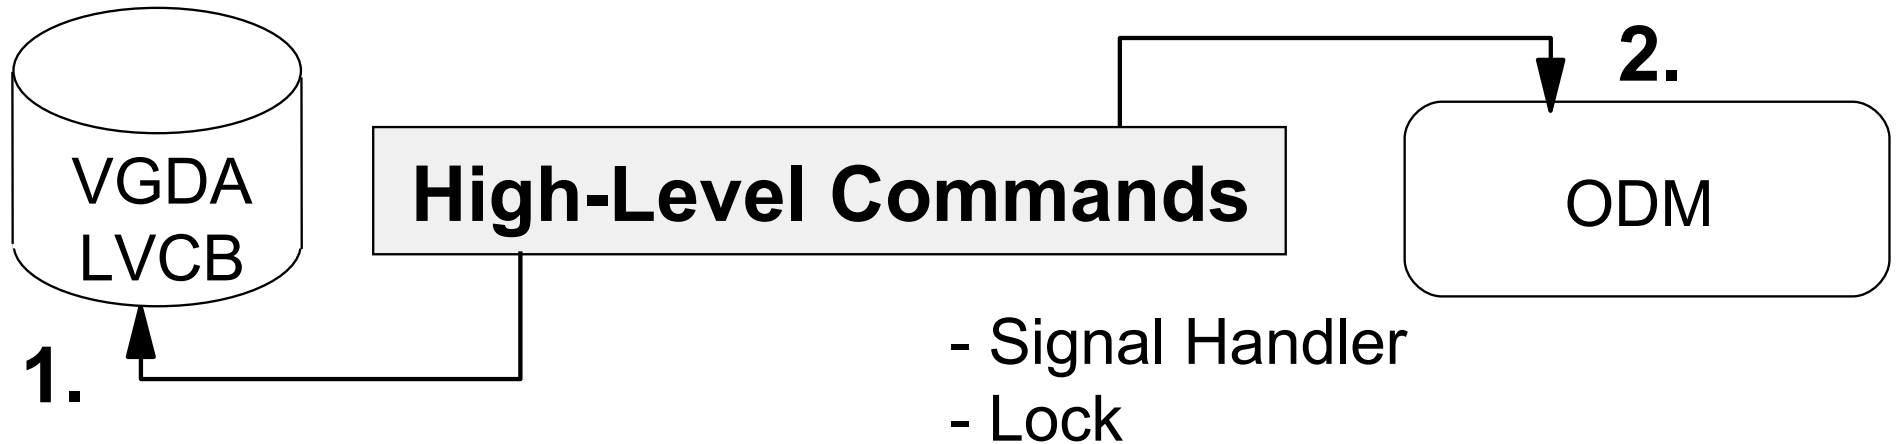 2.
VGDA
LVCB
High-Level Commands
ODM
1.
- Signal Handler
- Lock